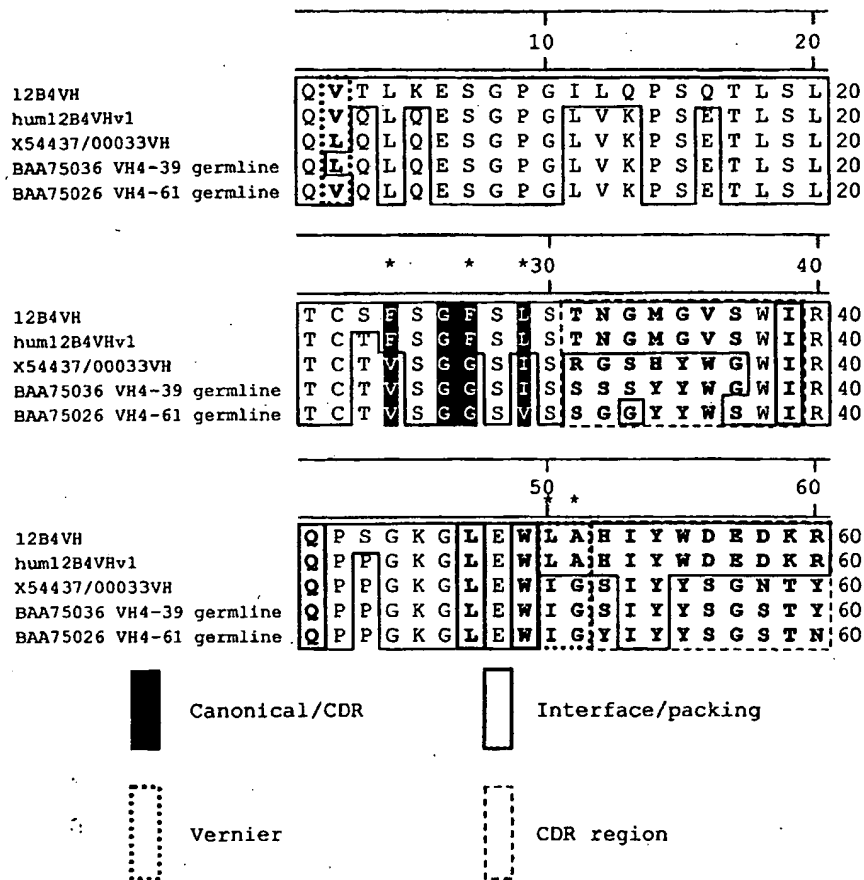 10 20
12B4VH Q V T L K E S G P G I L Q P S Q T L S L 20
hum12B4VHv1 Q V Q L Q E S G P G L V K P S E T L S L 20
X54437/00033VH Q L Q L Q E S G P G L V K P S E T L S L 20
BAA75036 VH4-39 germline Q L Q L Q E S G P G L V K P S E T L S L 20
BAA75026 VH4-61 germline Q V Q L Q E S G P G L V K P S E T L S L 20
* * * 30 40
12B4VH T C S F S G F S L S T N G M G V S W I R 40
hum12B4VHv1 T C T F S G F S L S T N G M G V S W I R 40
X54437/00033VH T C T V S G G S I S R G S H Y W G W I R 40
BAA75036 VH4-39 germline T C T V S G G S I S S S S Y Y W G W I R 40
BAA75026 VH4-61 germline T C T V S G G S V S S G G Y Y W S W I R 40
50 60
* *
12B4VH Q P S G K G L E W L A H I Y W D E D K R 60
hum12B4VHv1 Q P P G K G L E W L A H I Y W D E D K R 60
X54437/00033VH Q P P G K G L E W I G S I Y Y S G N T Y 60
BAA75036 VH4-39 germline Q P P G K G L E W I G S I Y Y S G S T Y 60
BAA75026 VH4-61 germline Q P P G K G L E W I G Y I Y Y S G S T N 60
Canonical/CDR Interface/packing
Vernier CDR region